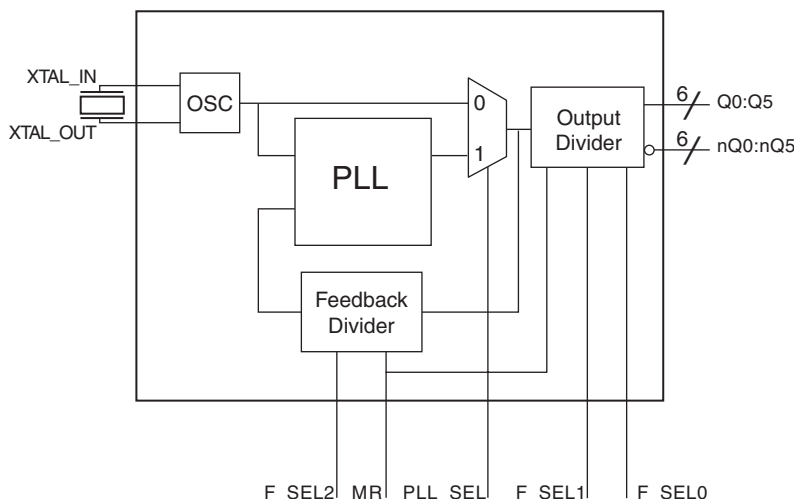 XTAL_IN
OSC
XTAL_OUT
0
1
PLL
Output
Divider
6
Q0:Q5
6
nQ0:nQ5
Feedback
Divider
F_SEL2 MR PLL_SEL F_SEL1 F_SEL0